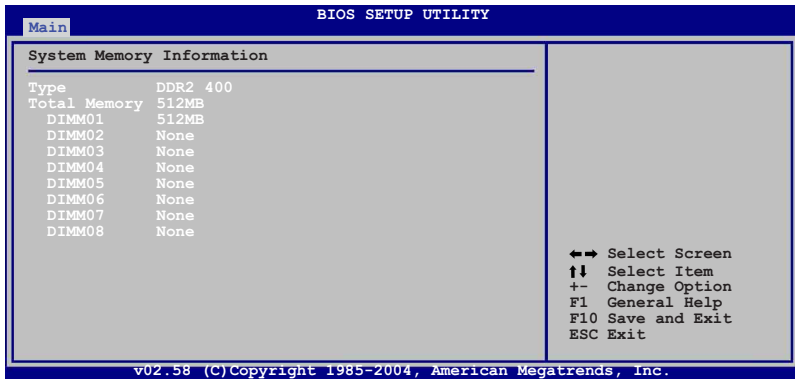 BIOS SETUP UTILITY
Main
System Memory Information
Type DDR2 400
Total Memory 512MB
DIMM01 512MB
DIMM02 None
DIMM03 None
DIMM04 None
DIMM05 None
DIMM06 None
DIMM07 None
DIMM08 None
←→ Select Screen
↑↓ Select Item
+- Change Option
F1 General Help
F10 Save and Exit
ESC Exit
v02.58 (C)Copyright 1985-2004, American Megatrends, Inc.